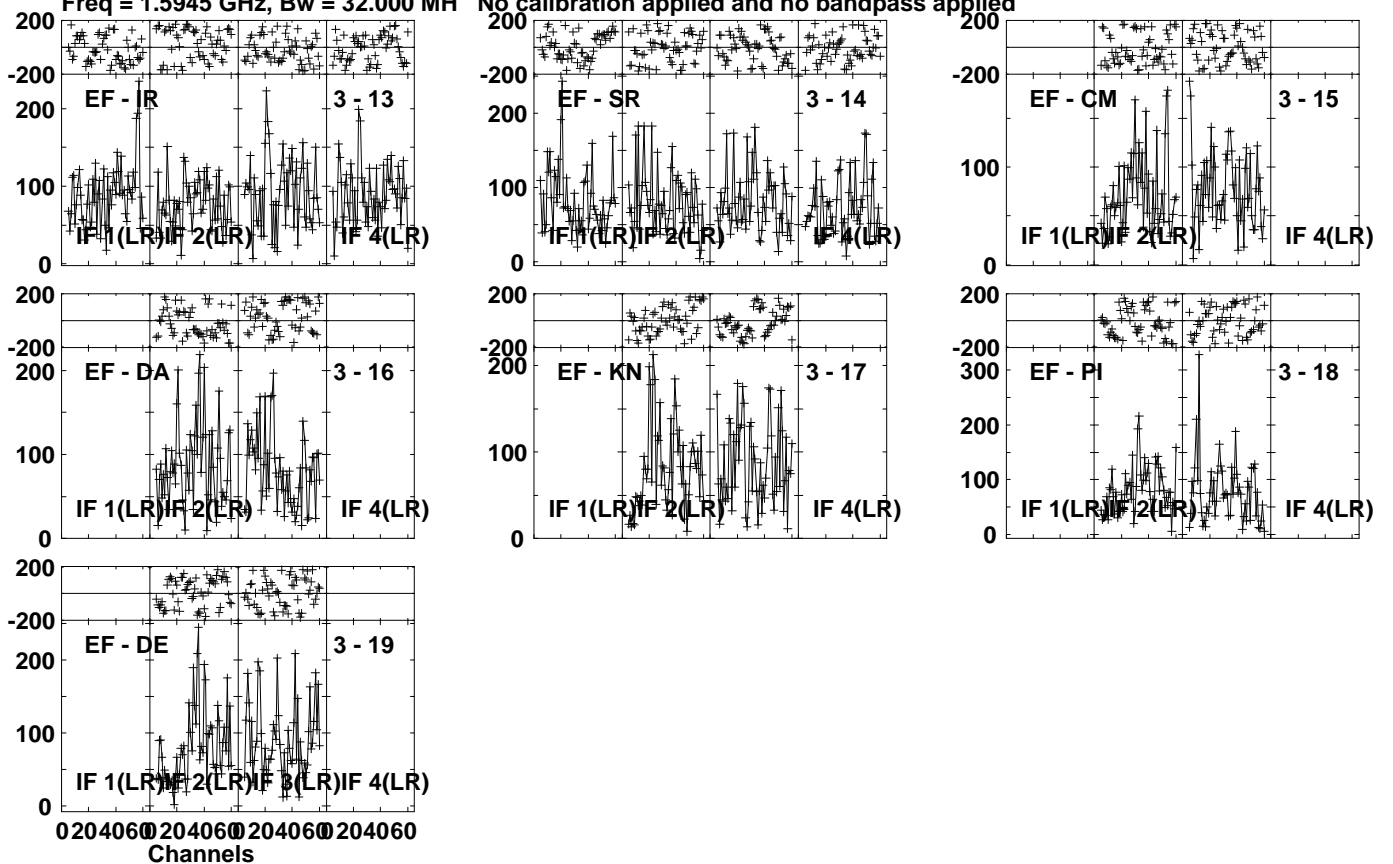 Freq = 1.5945 GHz, Bw = 32.000 MH No calibration applied and no bandpass applied
200
-200
EF - IR
3 - 13
200
100
0
IF 1(LR)
IF 2(LR)
IF 4(LR)
200
-200
EF - SR
3 - 14
200
100
0
IF 1(LR)
IF 2(LR)
IF 4(LR)
200
-200
EF - CM
3 - 15
100
0
IF 1(LR)
IF 2(LR)
IF 4(LR)
200
-200
EF - DA
3 - 16
200
100
0
IF 1(LR)
IF 2(LR)
IF 4(LR)
200
-200
EF - KN
3 - 17
200
150
100
50
0
IF 1(LR)
IF 2(LR)
IF 4(LR)
200
-200
EF - PI
3 - 18
300
200
100
0
IF 1(LR)
IF 2(LR)
IF 4(LR)
200
-200
EF - DE
3 - 19
200
100
0
IF 1(LR)
IF 2(LR)
IF 3(LR)
IF 4(LR)
0 20 40 60 0 20 40 60 0 20 40 60 0 20 40 60
Channels